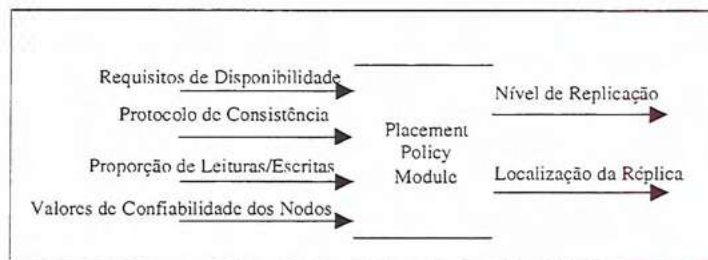 Requisitos de Disponibilidade
Protocolo de Consistência
Proporção de Leituras/Escritas
Valores de Confiabilidade dos Nodos
Placement
Policy
Module
Nível de Replicação
Localização da Réplica